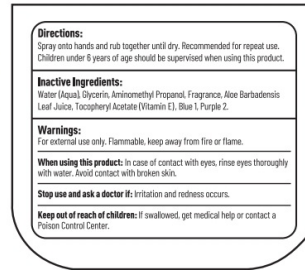 Directions:
Spray onto hands and rub together until dry. Recommended for repeat use.
Children under 6 years of age should be supervised when using this product.
Inactive Ingredients:
Water (Aqua), Glycerin, Aminomethyl Propanol, Fragrance, Aloe Barbadensis
Leaf Juice, Tocopheryl Acetate (Vitamin E), Blue 1, Purple 2.
Warnings:
For external use only. Flammable, keep away from fire or flame.
When using this product: In case of contact with eyes, rinse eyes thoroughly
with water. Avoid contact with broken skin.
Stop use and ask a doctor if: Irritation and redness occurs.
Keep out of reach of children: If swallowed, get medical help or contact a
Poison Control Center.